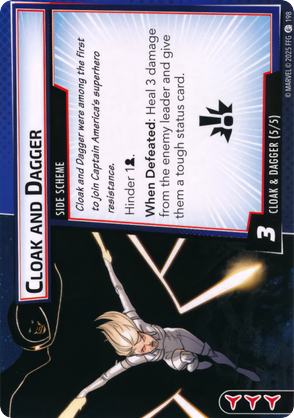 CLOAK AND DAGGER
SIDE SCHEME
Cloak and Dagger were among the first
to join Captain America's superhero
resistance.
Hinder 1.
When Defeated: Heal 3 damage
from the enemy leader and give
them a tough status card.
3
CLOAK & DAGGER (5/5)
© MARVEL © 2025 FFG 198